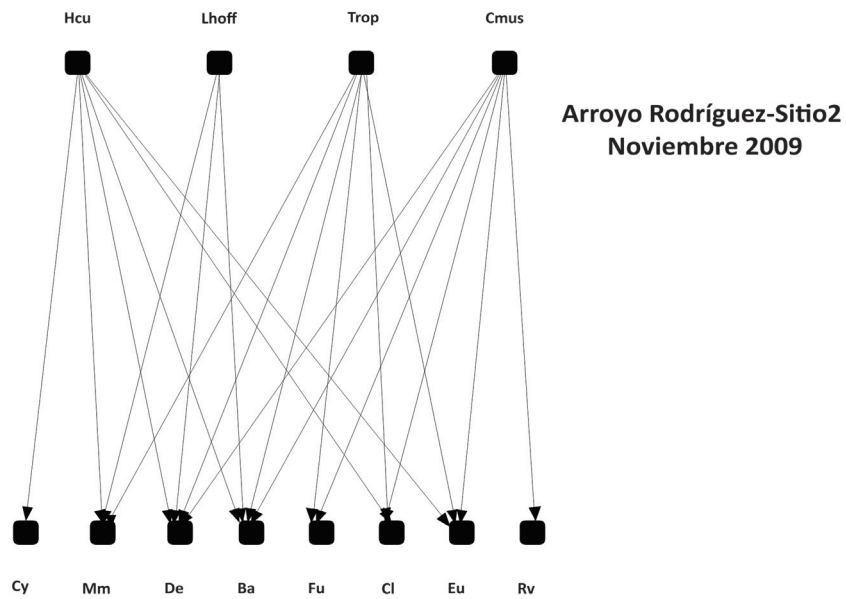 Hcu Lhoff Trop Cmus
Arroyo Rodríguez-Sitio2
Noviembre 2009
Cy Mm De Ba Fu Cl Eu Rv